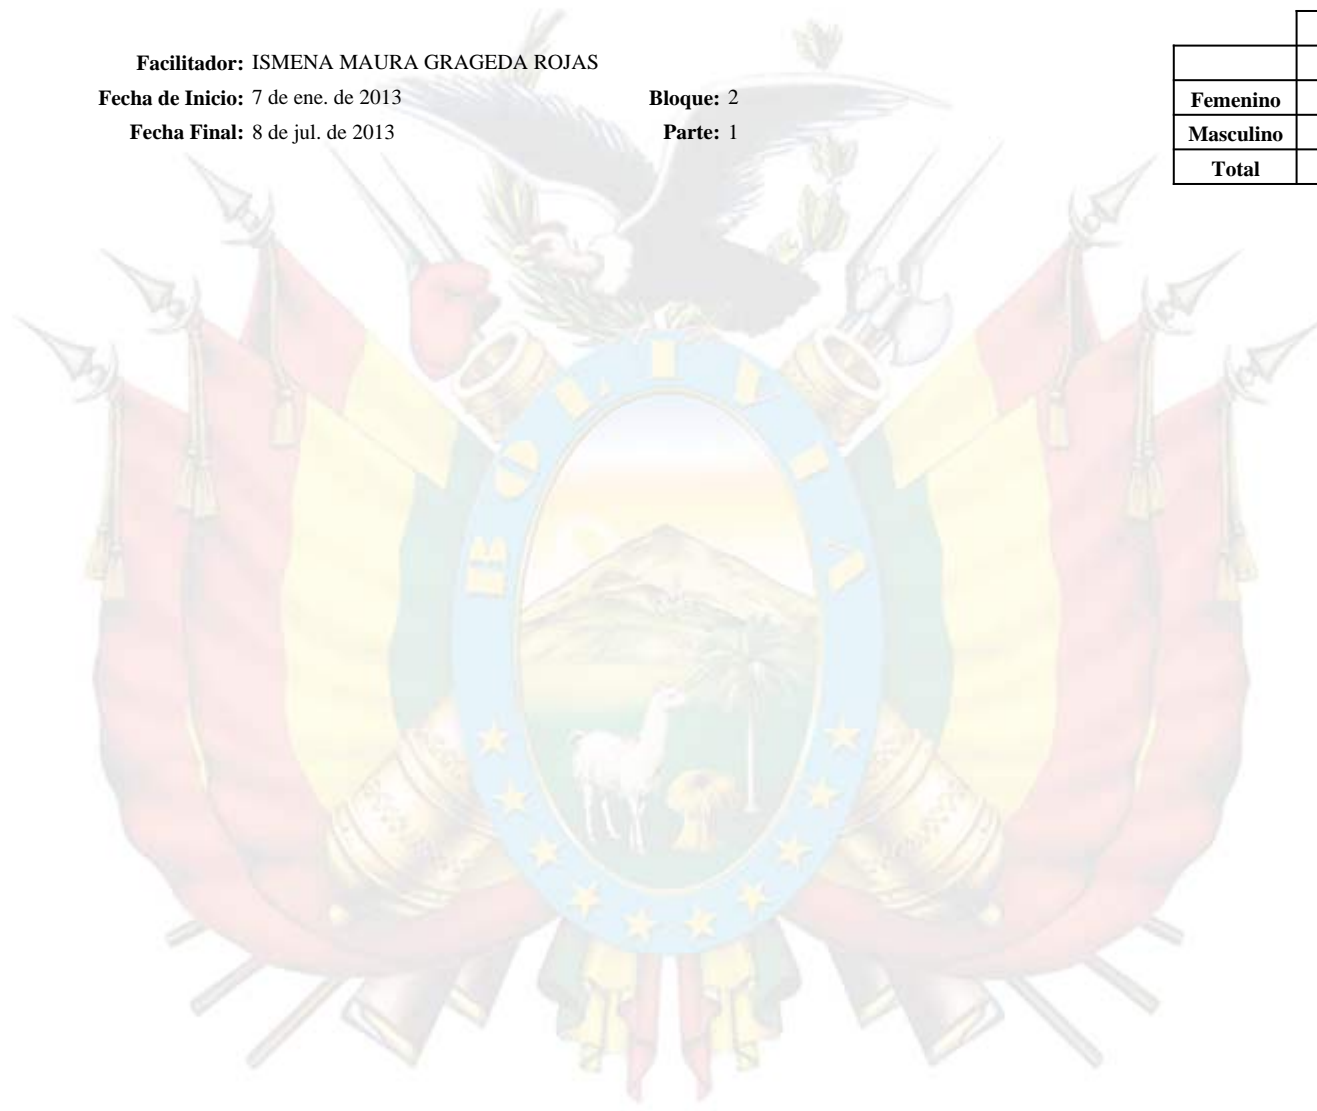 Facilitador: ISMENA MAURA GRAGEDA ROJAS
Fecha de Inicio: 7 de ene. de 2013 Bloque: 2
Fecha Final: 8 de jul. de 2013 Parte: 1
Femenino
Masculino
Total
BOLIVIA